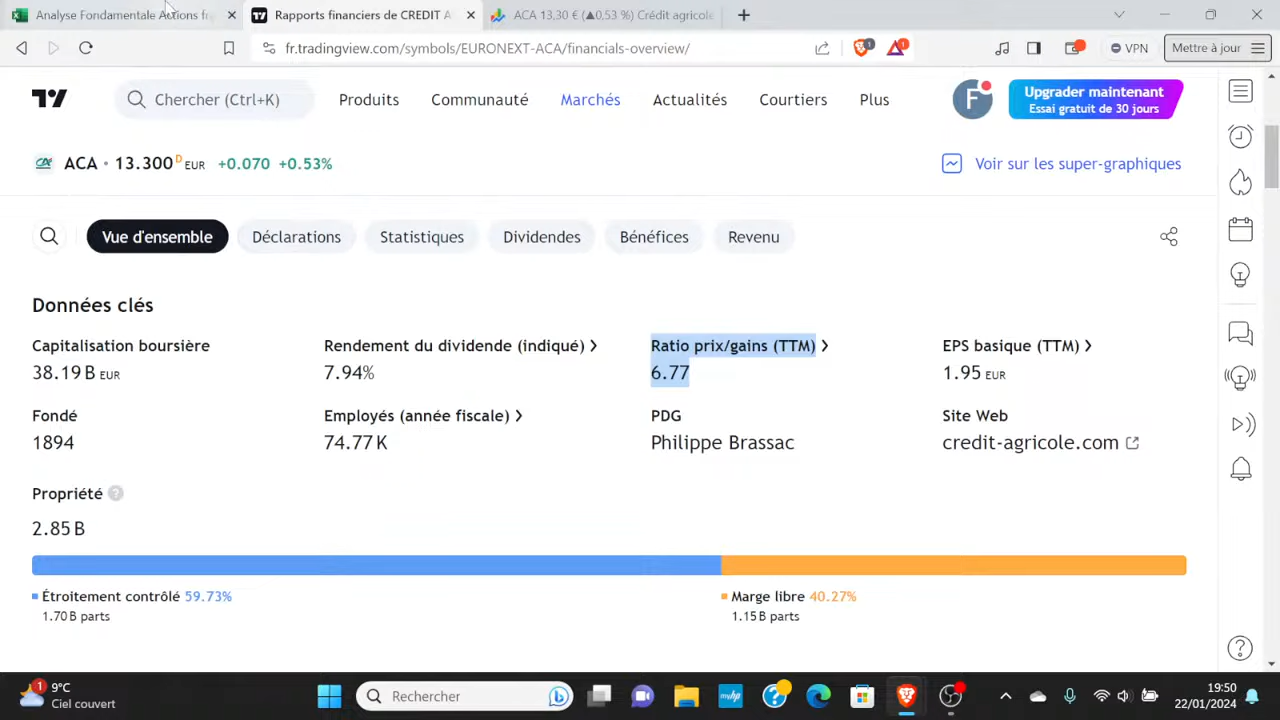 Analyse Fondamentale Actions fr
Rapports financiers de CREDIT A
ACA 13,30 € (▲0,53 %) Crédit agricole
fr.tradingview.com/symbols/EURONEXT-ACA/financials-overview/
1
1
VPN
Mettre à jour
Chercher (Ctrl+K)
Produits
Communauté
Marchés
Actualités
Courtiers
Plus
F
Upgrader maintenant
Essai gratuit de 30 jours
ACA • 13.300 D EUR +0.070 +0.53%
Voir sur les super-graphiques
Vue d'ensemble
Déclarations
Statistiques
Dividendes
Bénéfices
Revenu
Données clés
Capitalisation boursière
38.19 B EUR
Rendement du dividende (indiqué)
7.94%
Ratio prix/gains (TTM)
6.77
EPS basique (TTM)
1.95 EUR
Fondé
1894
Employés (année fiscale)
74.77 K
PDG
Philippe Brassac
Site Web
credit-agricole.com
Propriété ?
2.85 B
Étroitement contrôlé 59.73%
1.70 B parts
Marge libre 40.27%
1.15 B parts
1
9°C
Ciel couvert
Rechercher
19:50
22/01/2024